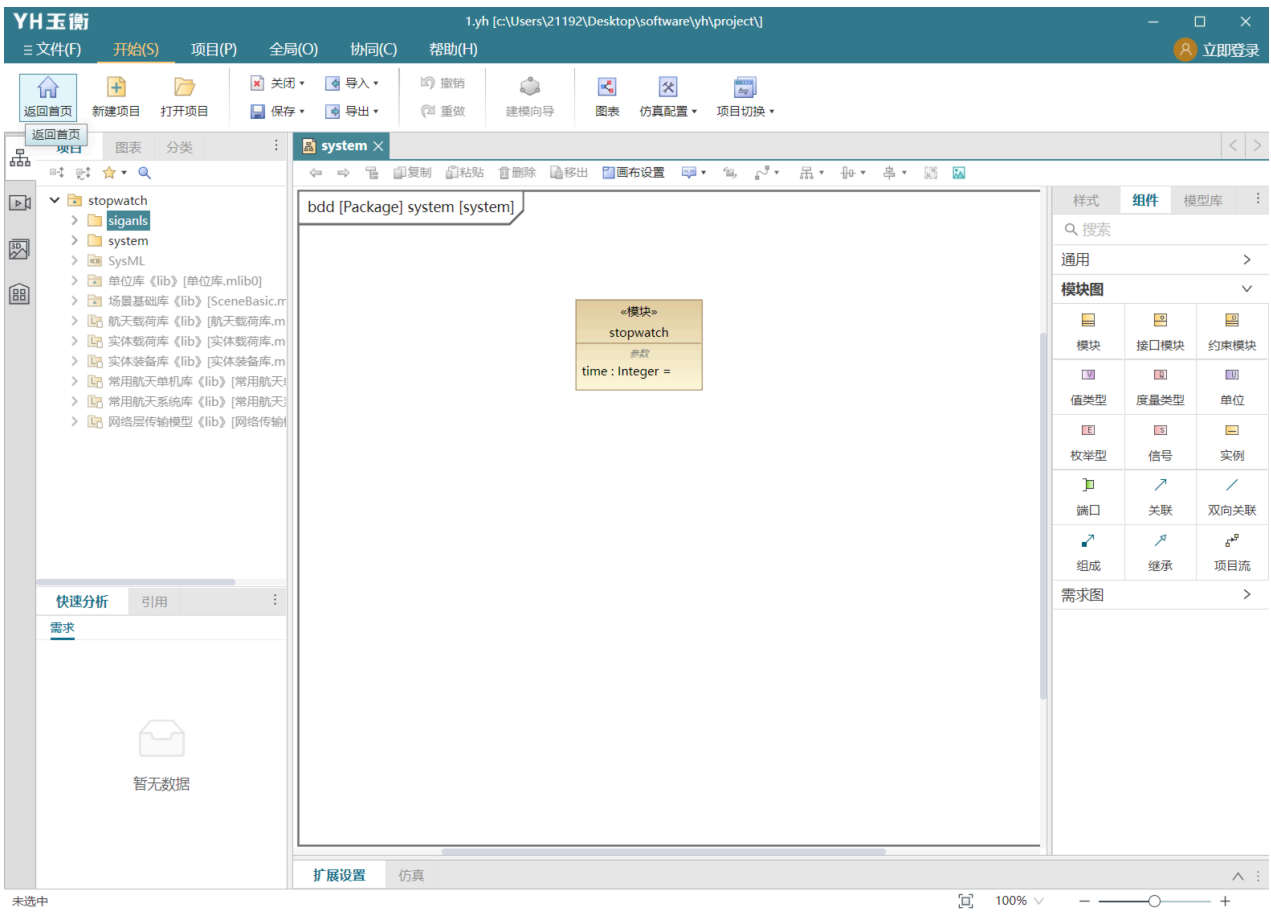 YH玉衡
1.yh [c:\Users\21192\Desktop\software\yh\project\]
文件(F) 开始(S) 项目(P) 全局(O) 协同(C) 帮助(H) 立即登录
关闭 导入 撤销
返回首页 新建项目 打开项目 保存 导出 重做 建模向导 图表 仿真配置 项目切换
返回首页
项目 图表 分类
system
复制 粘贴 删除 移出 画布设置
stopwatch
siganls
system
SysML
单位库《lib》[单位库.mlib0]
场景基础库《lib》[SceneBasic.m
航天载荷库《lib》[航天载荷库.m
实体载荷库《lib》[实体载荷库.m
实体装备库《lib》[实体装备库.m
常用航天单机库《lib》[常用航天
常用航天系统库《lib》[常用航天
网络层传输模型《lib》[网络传输
bdd [Package] system [system]
«模块»
stopwatch
参数
time : Integer =
样式 组件 模型库
搜索
通用
模块图
模块 接口模块 约束模块
值类型 度量类型 单位
枚举型 信号 实例
端口 关联 双向关联
组成 继承 项目流
需求图
快速分析 引用
需求
暂无数据
扩展设置 仿真
未选中 100%